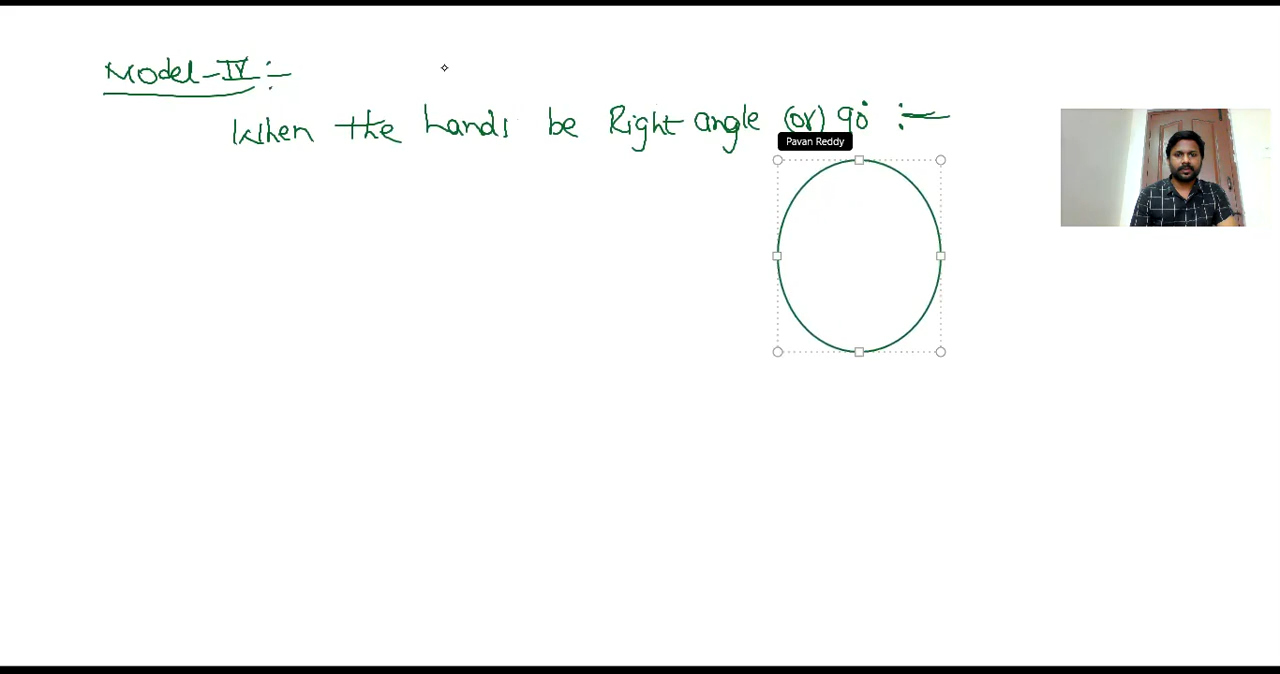 Model-IV :-
When the hands be Right angle (or) 90° :-
Pavan Reddy